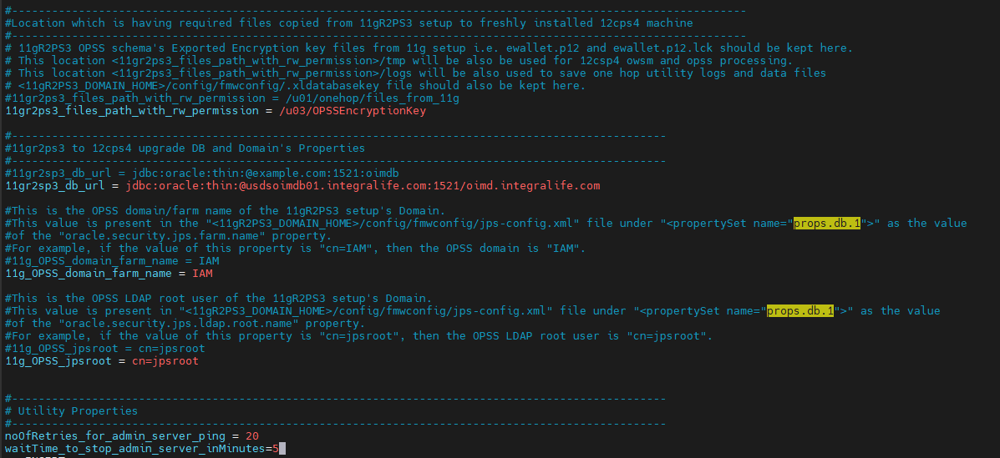 #--------------------------------------------------------------------------------------------------------------
#Location which is having required files copied from 11gR2PS3 setup to freshly installed 12cps4 machine
#--------------------------------------------------------------------------------------------------------------
# 11gR2PS3 OPSS schema's Exported Encryption key files from 11g setup i.e. ewallet.p12 and ewallet.p12.lck should be kept here.
# This location <11gr2ps3_files_path_with_rw_permission>/tmp will be also be used for 12csp4 owsm and opss processing.
# This location <11gr2ps3_files_path_with_rw_permission>/logs will be also used to save one hop utility logs and data files
# <11gR2PS3_DOMAIN_HOME>/config/fmwconfig/.xldatabasekey file should also be kept here.
#11gr2ps3_files_path_with_rw_permission = /u01/onehop/files_from_11g
11gr2ps3_files_path_with_rw_permission = /u03/OPSSEncryptionKey
#--------------------------------------------------------------------------------------------------
#11gr2ps3 to 12cps4 upgrade DB and Domain's Properties
#--------------------------------------------------------------------------------------------------
#11gr2sp3_db_url = jdbc:oracle:thin:@example.com:1521:oimdb
11gr2sp3_db_url = jdbc:oracle:thin:@usdsoimdb01.integralife.com:1521/oimd.integralife.com
#This is the OPSS domain/farm name of the 11gR2PS3 setup's Domain.
#This value is present in the "<11gR2PS3_DOMAIN_HOME>/config/fmwconfig/jps-config.xml" file under "<propertySet name="props.db.1">" as the value
#of the "oracle.security.jps.farm.name" property.
#For example, if the value of this property is "cn=IAM", then the OPSS domain is "IAM".
#11g_OPSS_domain_farm_name = IAM
11g_OPSS_domain_farm_name = IAM
#This is the OPSS LDAP root user of the 11gR2PS3 setup's Domain.
#This value is present in "<11gR2PS3_DOMAIN_HOME>/config/fmwconfig/jps-config.xml" file under "<propertySet name="props.db.1">" as the value
#of the "oracle.security.jps.ldap.root.name" property.
#For example, if the value of this property is "cn=jpsroot", then the OPSS LDAP root user is "cn=jpsroot".
#11g_OPSS_jpsroot = cn=jpsroot
11g_OPSS_jpsroot = cn=jpsroot
#--------------------------------------------------------------------------------------------------
# Utility Properties
#--------------------------------------------------------------------------------------------------
noOfRetries_for_admin_server_ping = 20
waitTime_to_stop_admin_server_inMinutes=5